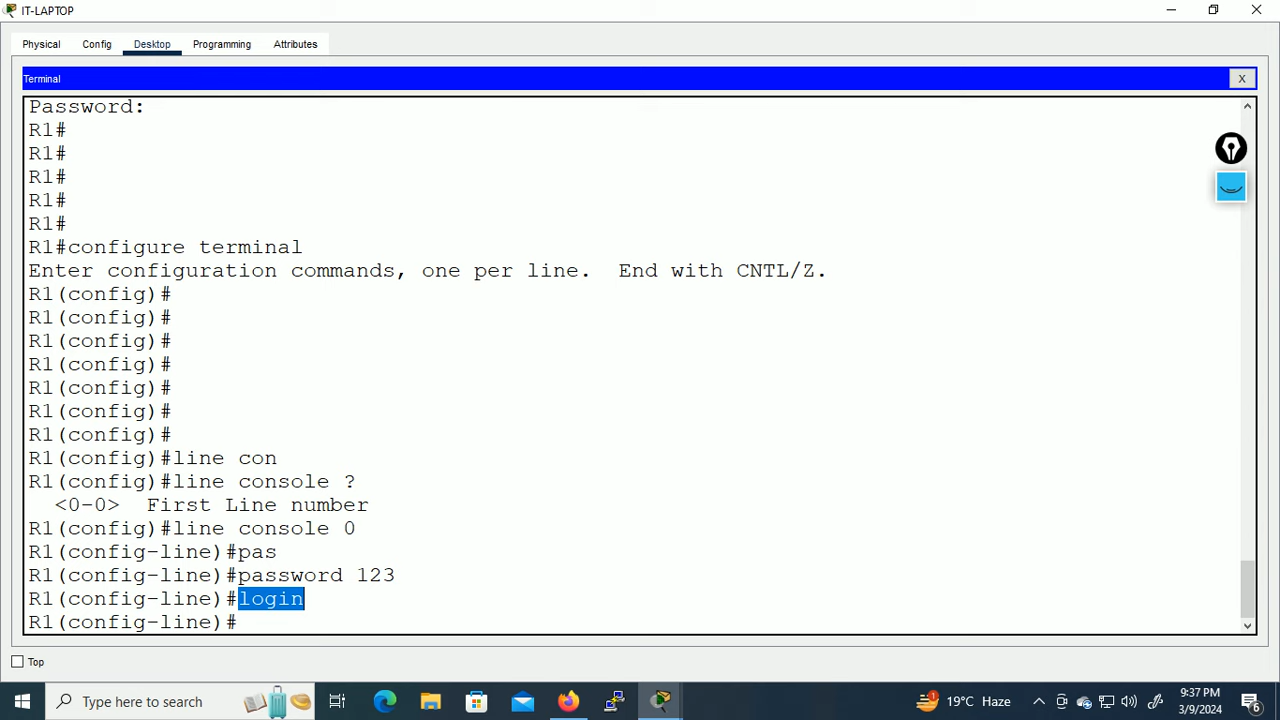 IT-LAPTOP
Physical Config Desktop Programming Attributes
Terminal
X
Password:
R1#
R1#
R1#
R1#
R1#
R1#configure terminal
Enter configuration commands, one per line.  End with CNTL/Z.
R1(config)#
R1(config)#
R1(config)#
R1(config)#
R1(config)#
R1(config)#
R1(config)#
R1(config)#line con
R1(config)#line console ?
  <0-0>  First Line number
R1(config)#line console 0
R1(config-line)#pas
R1(config-line)#password 123
R1(config-line)#login
R1(config-line)#
Top
Type here to search
1
19°C Haze
9:37 PM
3/9/2024
6